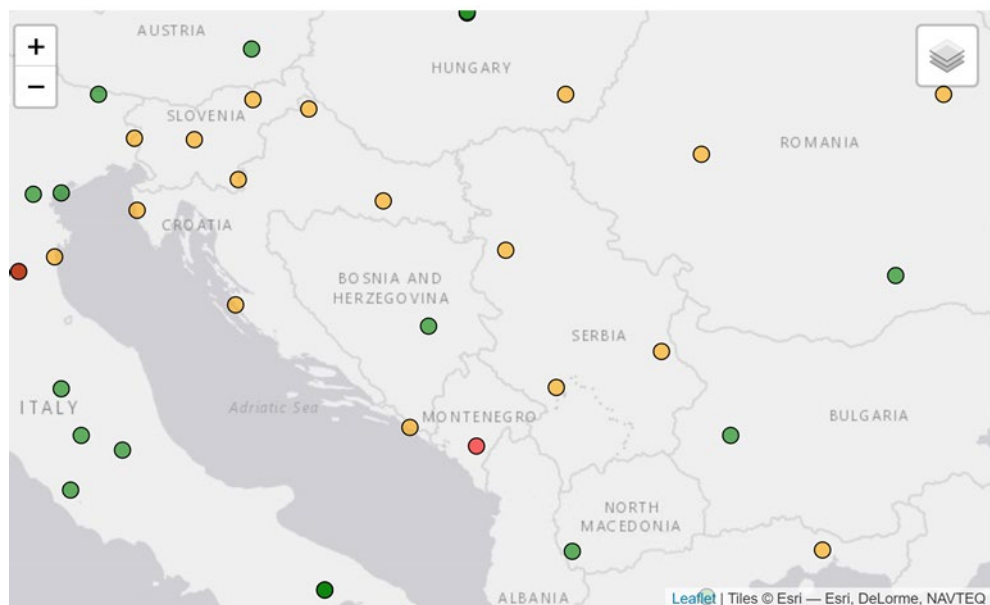 +
−
AUSTRIA
HUNGARY
SLOVENIA
ROMANIA
CROATIA
BOSNIA AND
HERZEGOVINA
SERBIA
ITALY
Adriatic Sea
MONTENEGRO
BULGARIA
NORTH
MACEDONIA
ALBANIA
Leaflet | Tiles © Esri — Esri, DeLorme, NAVTEQ